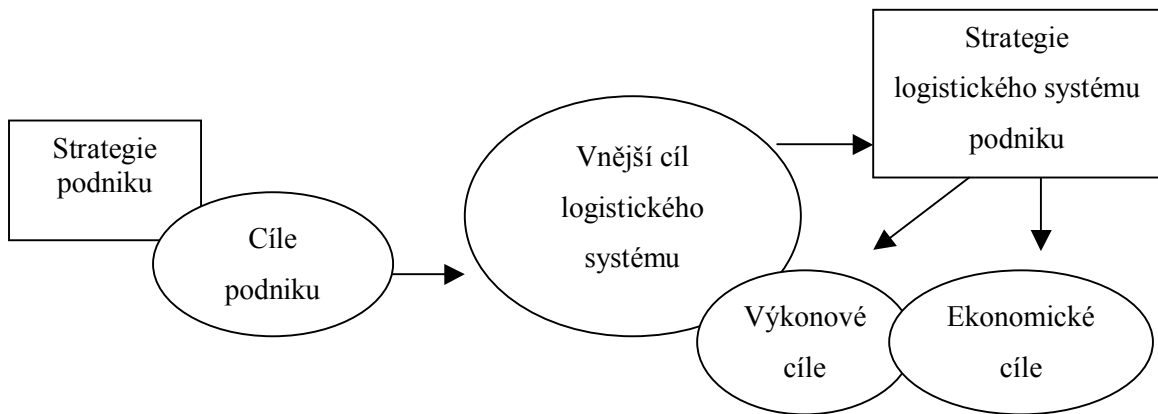 Strategie
podniku
Cíle
podniku
Vnější cíl
logistického
systému
Strategie
logistického systému
podniku
Výkonové
cíle
Ekonomické
cíle